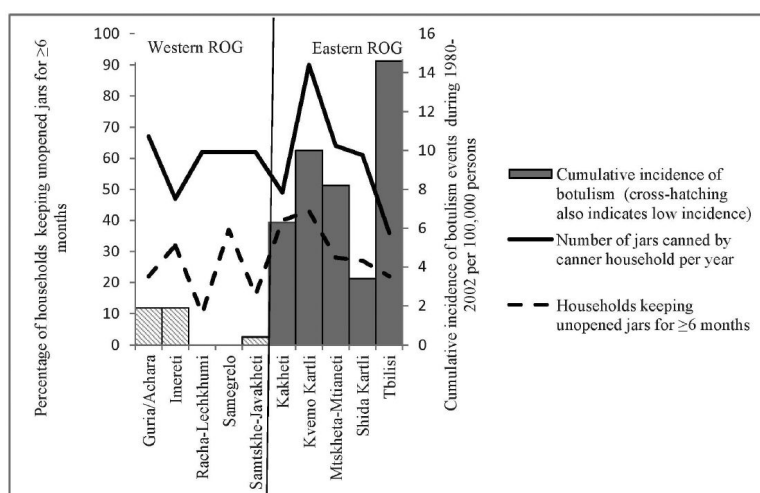 Western ROG
Eastern ROG
100
90
80
70
60
50
40
30
20
10
0
16
14
12
10
8
6
4
2
0
Percentage of households keeping unopened jars for ≥6
months
Cumulative incidence of botulism events during 1980-
2002 per 100,000 persons
Guria/Achara
Imereti
Racha-Lechkhumi
Samegrelo
Samtskhe-Javakheti
Kakheti
Kvemo Kartli
Mtskheta-Mtianeti
Shida Kartli
Tbilisi
Cumulative incidence of
botulism (cross-hatching
also indicates low incidence)
Number of jars canned by
canner household per year
Households keeping
unopened jars for ≥6 months